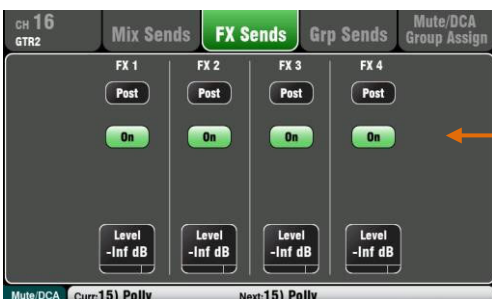 CH 16
GTR2
Mix Sends
FX Sends
Grp Sends
Mute/DCA
Group Assign
FX 1 FX 2 FX 3 FX 4
Post Post Post Post
On On On On
Level Level Level Level
-Inf dB -Inf dB -Inf dB -Inf dB
Mute/DCA Curr:15) Polly Next:15) Polly